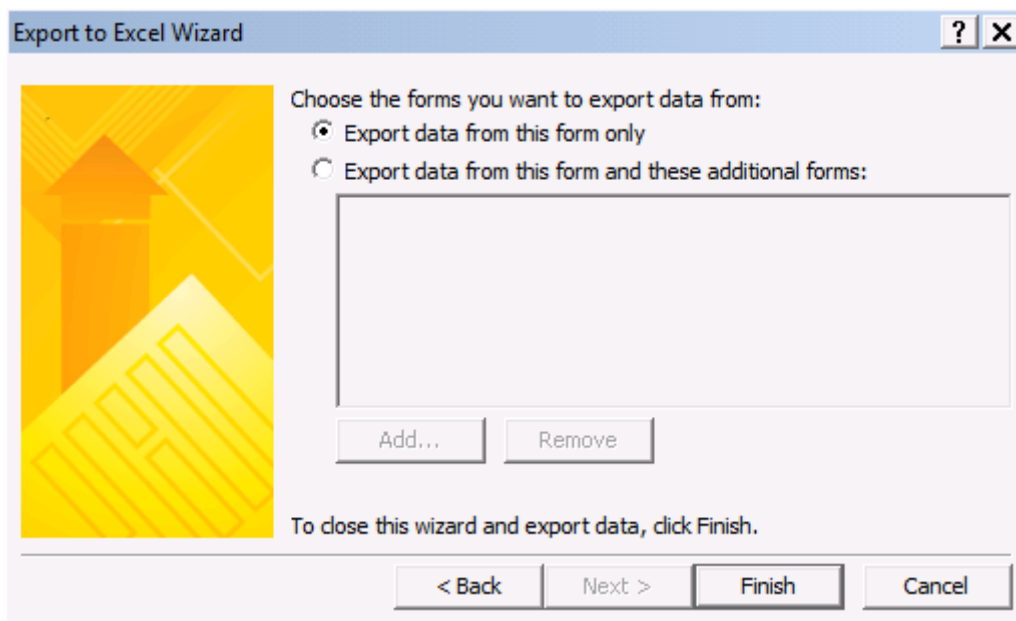 Export to Excel Wizard ? X
Choose the forms you want to export data from:
Export data from this form only
Export data from this form and these additional forms:
Add... Remove
To close this wizard and export data, click Finish.
< Back Next > Finish Cancel